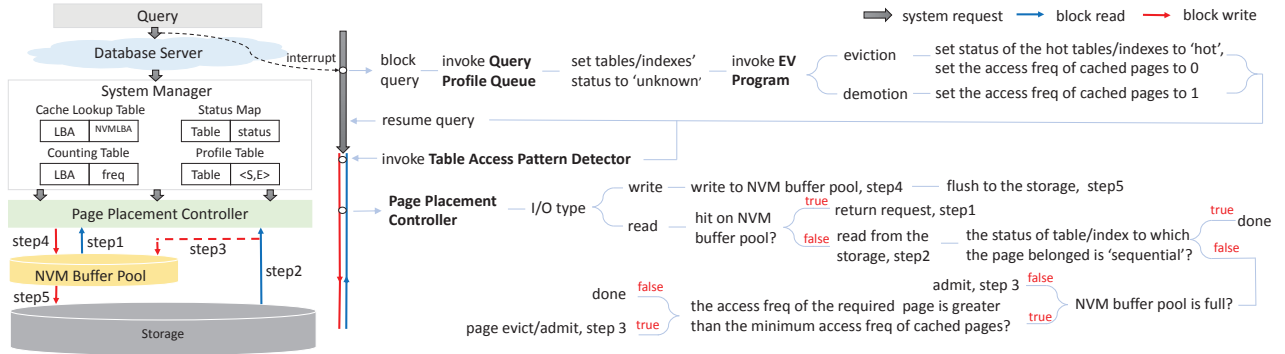 Query
system request
block read
block write
Database Server
interrupt
block
query
invoke Query
Profile Queue
set tables/indexes'
status to 'unknown'
invoke EV
Program
eviction
set status of the hot tables/indexes to 'hot',
set the access freq of cached pages to 0
demotion
set the access freq of cached pages to 1
System Manager
Cache Lookup Table
Status Map
LBA
NVMLBA
Table
status
Counting Table
Profile Table
LBA
freq
Table
<S,E>
resume query
invoke Table Access Pattern Detector
Page Placement Controller
step4
step1
step3
step2
NVM Buffer Pool
step5
Storage
Page Placement
Controller
I/O type
write
write to NVM buffer pool, step4
flush to the storage, step5
read
hit on NVM
buffer pool?
true
return request, step1
false
read from the
storage, step2
the status of table/index to which
the page belonged is 'sequential'?
true
done
false
NVM buffer pool is full?
false
admit, step 3
true
the access freq of the required page is greater
than the minimum access freq of cached pages?
false
done
true
page evict/admit, step 3